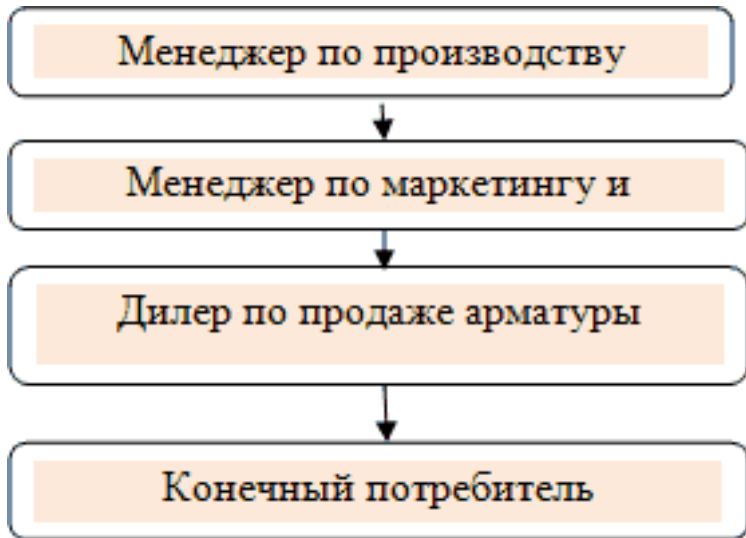 Менеджер по производству
Менеджер по маркетингу и
Дилер по продаже арматуры
Конечный потребитель